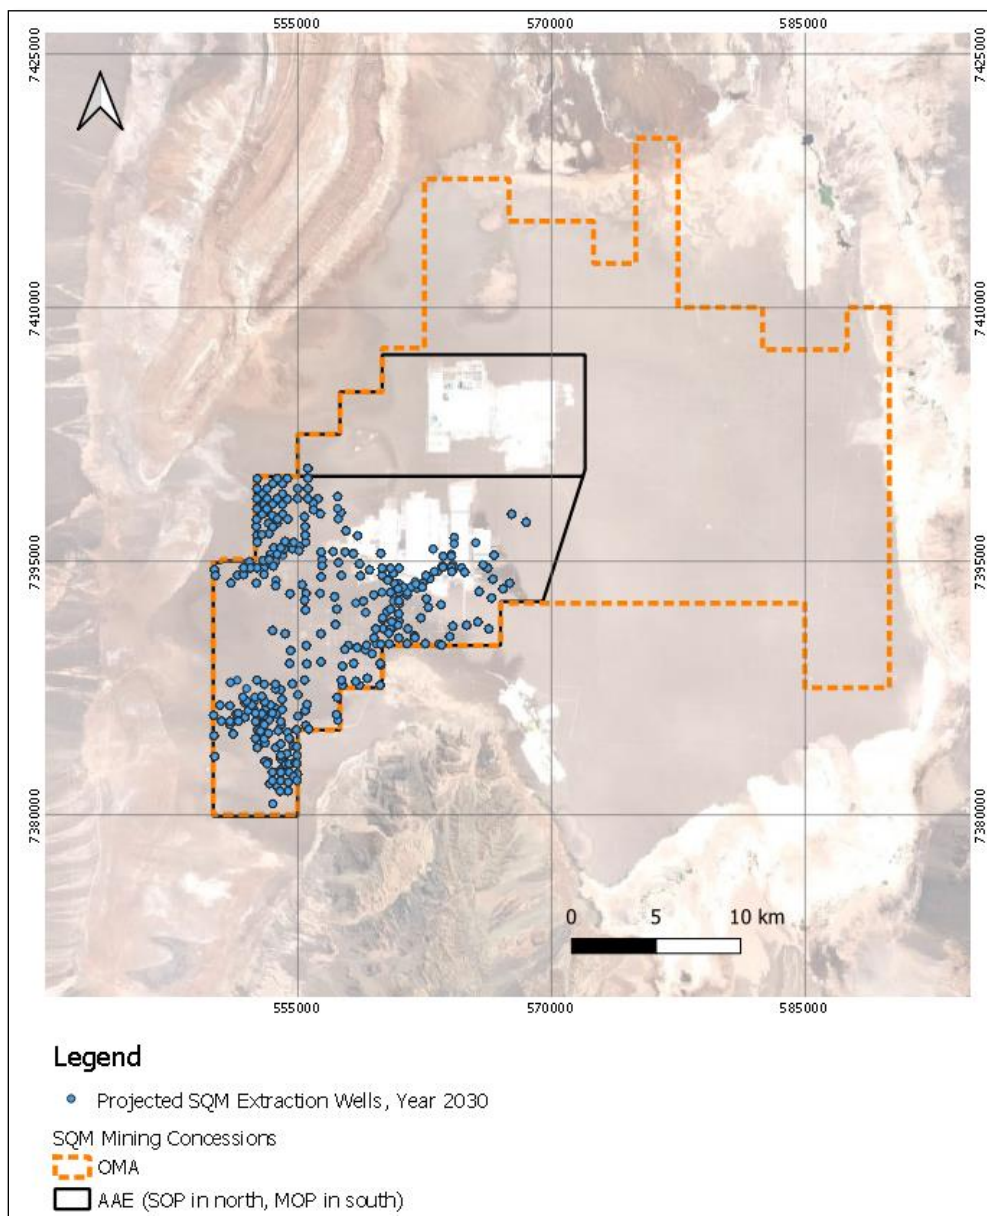 555000 570000 585000
7425000 7425000
7410000 7410000
7395000 7395000
7380000 7380000
0 5 10 km
555000 570000 585000
Legend
Projected SQM Extraction Wells, Year 2030
SQM Mining Concessions
OMA
AAE (SOP in north, MOP in south)